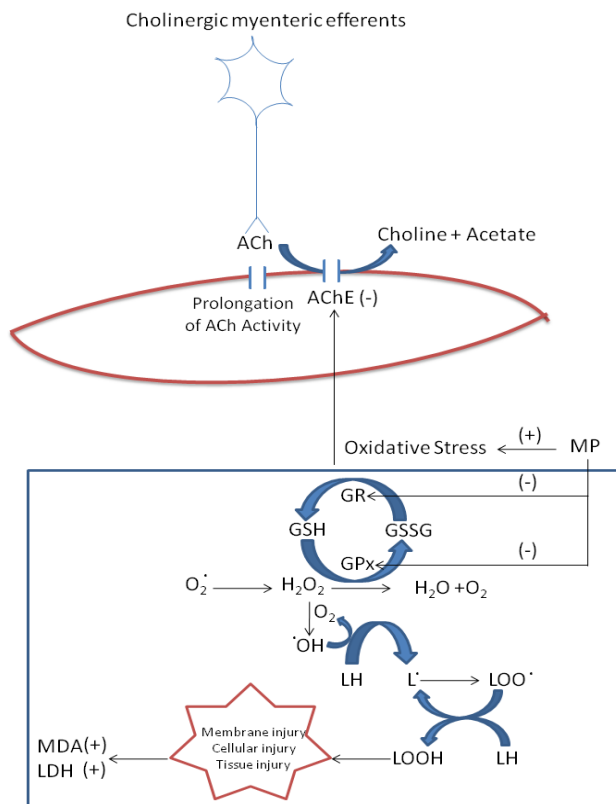 Cholinergic myenteric efferents
ACh
Choline + Acetate
Prolongation
of ACh Activity
AChE (-)
Oxidative Stress
(+)
MP
GR
(-)
GSH
GSSG
GPx
(-)
O₂˙
H₂O₂
H₂O +O₂
O₂
˙OH
LH
L˙
LOO˙
Membrane injury
Cellular injury
Tissue injury
MDA(+)
LDH (+)
LOOH
LH